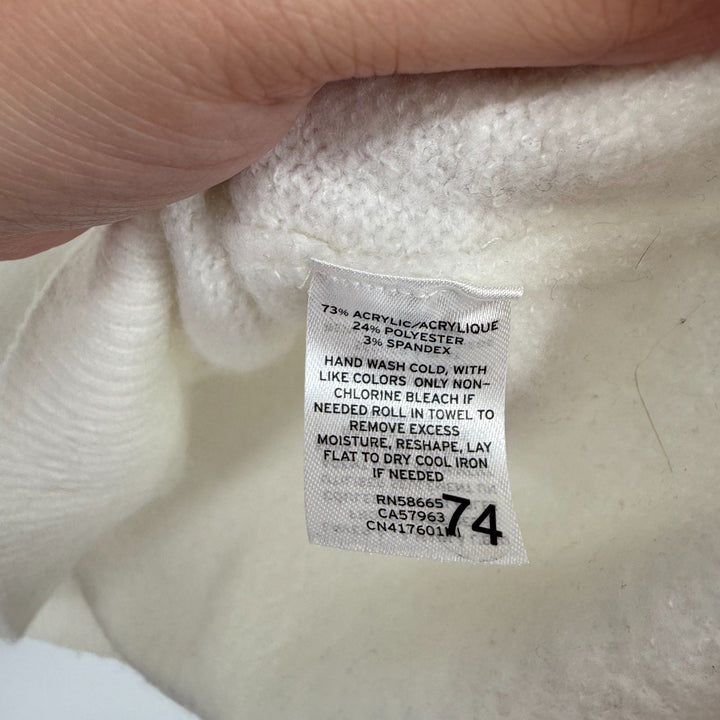 73% ACRYLIC/ACRYLIQUE
24% POLYESTER
3% SPANDEX
HAND WASH COLD, WITH
LIKE COLORS ONLY NON-
CHLORINE BLEACH IF
NEEDED ROLL IN TOWEL TO
REMOVE EXCESS
MOISTURE, RESHAPE, LAY
FLAT TO DRY COOL IRON
IF NEEDED
RN58665
CA57963
74